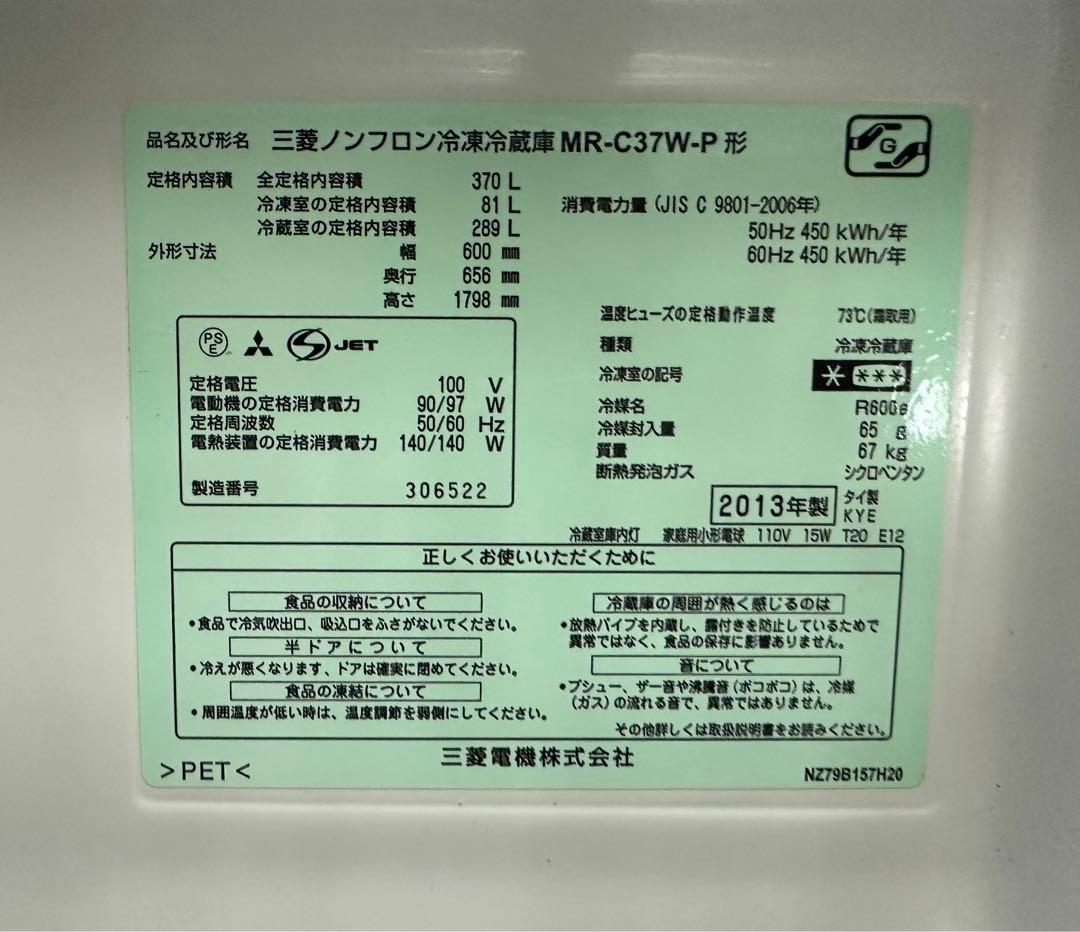 品名及び形名 三菱ノンフロン冷凍冷蔵庫 MR-C37W-P 形
G
定格内容積 全定格内容積 370 L
冷凍室の定格内容積 81 L
冷蔵室の定格内容積 289 L
外形寸法 幅 600 ㎜
奥行 656 ㎜
高さ 1798 ㎜
消費電力量 (JIS C 9801-2006年)
50Hz 450 kWh/年
60Hz 450 kWh/年
PS E JET
定格電圧 100 V
電動機の定格消費電力 90/97 W
定格周波数 50/60 Hz
電熱装置の定格消費電力 140/140 W
製造番号 306522
温度ヒューズの定格動作温度 73℃(霜取用)
種類 冷凍冷蔵庫
冷凍室の記号 ****
冷媒名 R600a
冷媒封入量 65 g
質量 67 kg
断熱発泡ガス シクロペンタン
2013年製 タイ製
KYE
冷蔵室庫内灯 家庭用小形電球 110V 15W T20 E12
正しくお使いいただくために
食品の収納について
•食品で冷気吹出口、吸込口をふさがないでください。
半ドアについて
•冷えが悪くなります、ドアは確実に閉めてください。
食品の凍結について
•周囲温度が低い時は、温度調節を弱側にしてください。
冷蔵庫の周囲が熱く感じるのは
•放熱パイプを内蔵し、露付きを防止しているためで
異常ではなく、食品の保存に影響ありません。
音について
•プシュー、ザー音や沸騰音(ボコボコ)は、冷媒
(ガス)の流れる音で、異常ではありません。
その他詳しくは取扱説明書をお読みください。
三菱電機株式会社
>PET<
NZ79B157H20